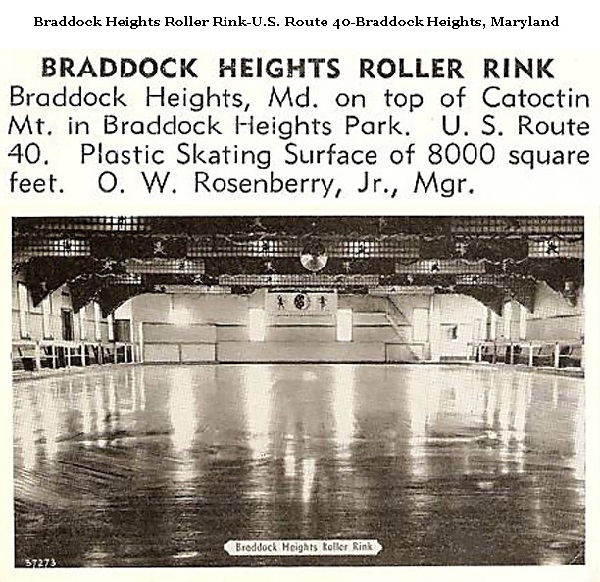 Braddock Heights Roller Rink-U.S. Route 40-Braddock Heights, Maryland
BRADDOCK HEIGHTS ROLLER RINK
Braddock Heights, Md. on top of Catoctin
Mt. in Braddock Heights Park. U. S. Route
40. Plastic Skating Surface of 8000 square
feet. O. W. Rosenberry, Jr., Mgr.
Braddock Heights Roller Rink
57273